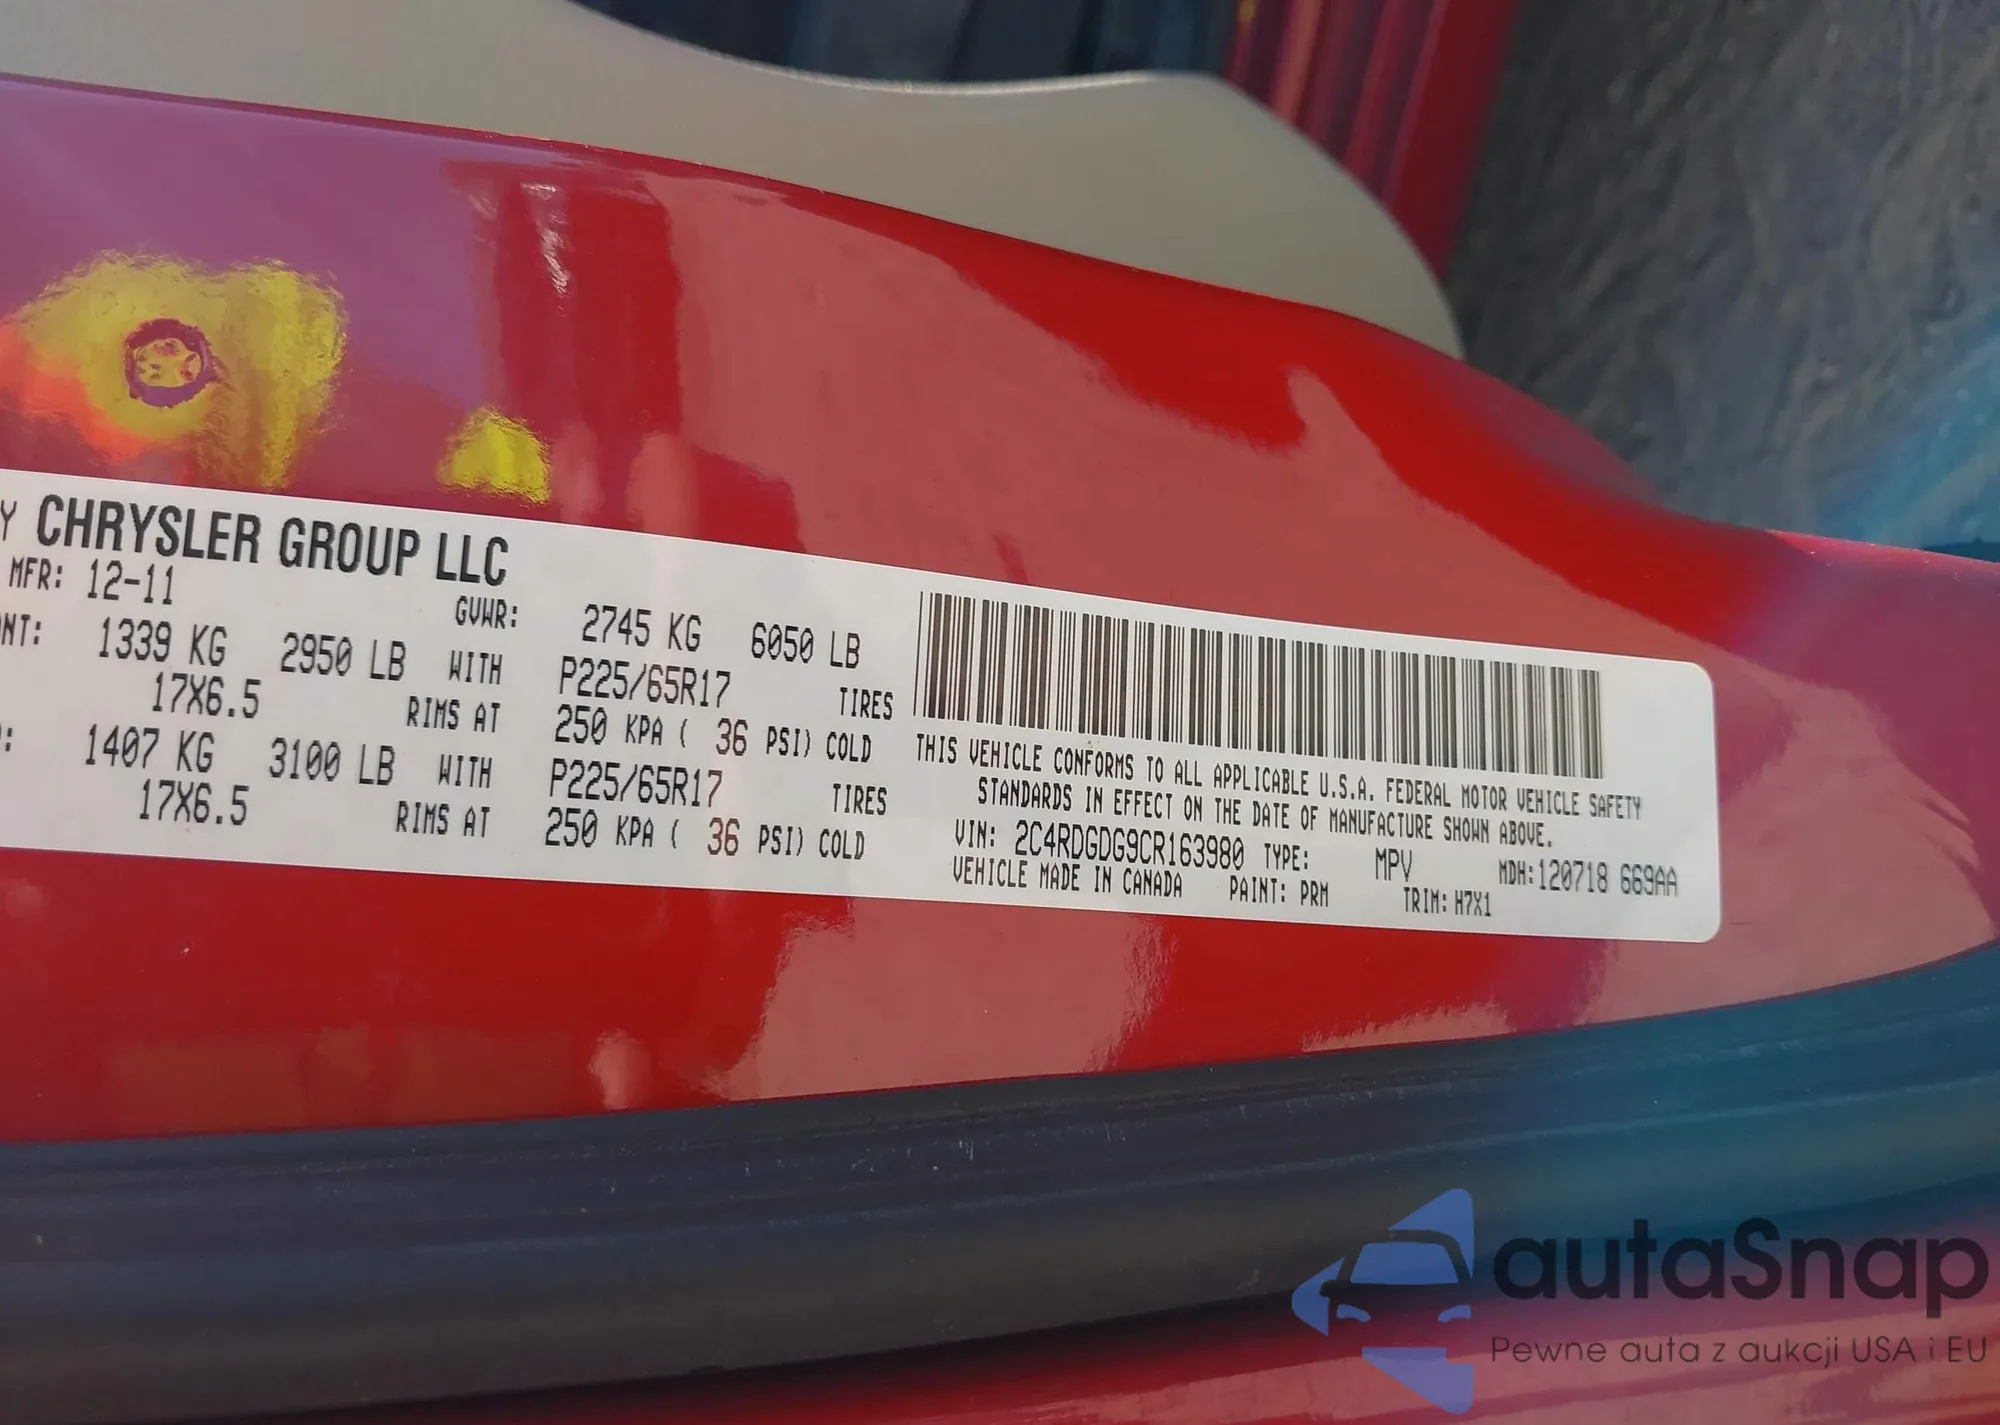 Y CHRYSLER GROUP LLC
MFR: 12-11
GVWR: 2745 KG 6050 LB
NT: 1339 KG 2950 LB WITH P225/65R17 TIRES
17X6.5 RIMS AT 250 KPA ( 36 PSI) COLD
: 1407 KG 3100 LB WITH P225/65R17 TIRES
17X6.5 RIMS AT 250 KPA ( 36 PSI) COLD
THIS VEHICLE CONFORMS TO ALL APPLICABLE U.S.A. FEDERAL MOTOR VEHICLE SAFETY
STANDARDS IN EFFECT ON THE DATE OF MANUFACTURE SHOWN ABOVE.
VIN: 2C4RDGDG9CR163980 TYPE: MPV MDH:120718 669AA
VEHICLE MADE IN CANADA PAINT: PRM TRIM: H7X1
autaSnap
Pewne auta z aukcji USA i EU